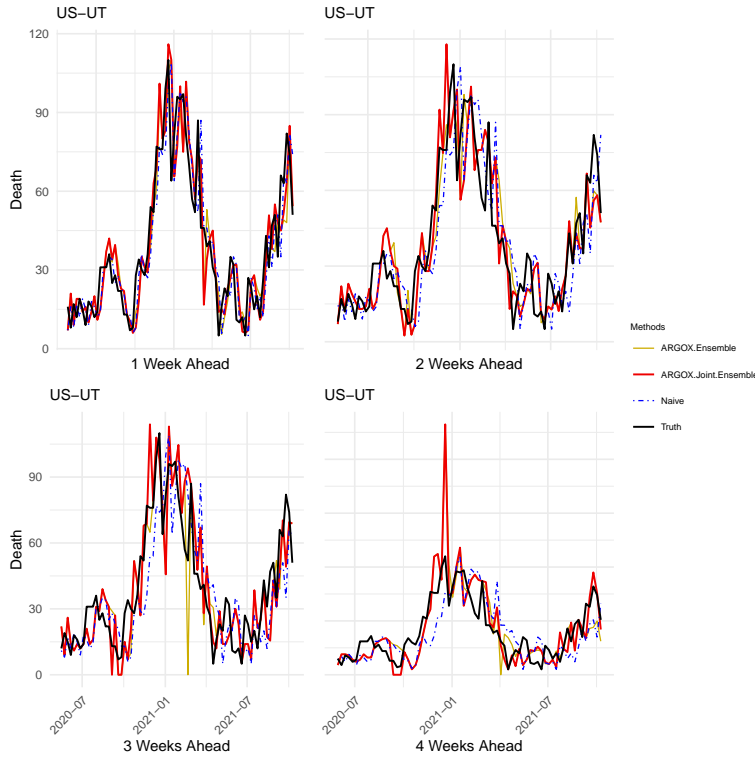 US−UT
US−UT
120
90
60
30
0
Death
1 Week Ahead
2 Weeks Ahead
Methods
ARGOX.Ensemble
ARGOX.Joint.Ensemble
Naive
Truth
US−UT
US−UT
90
60
30
0
Death
2020−07
2021−01
2021−07
2020−07
2021−01
2021−07
3 Weeks Ahead
4 Weeks Ahead